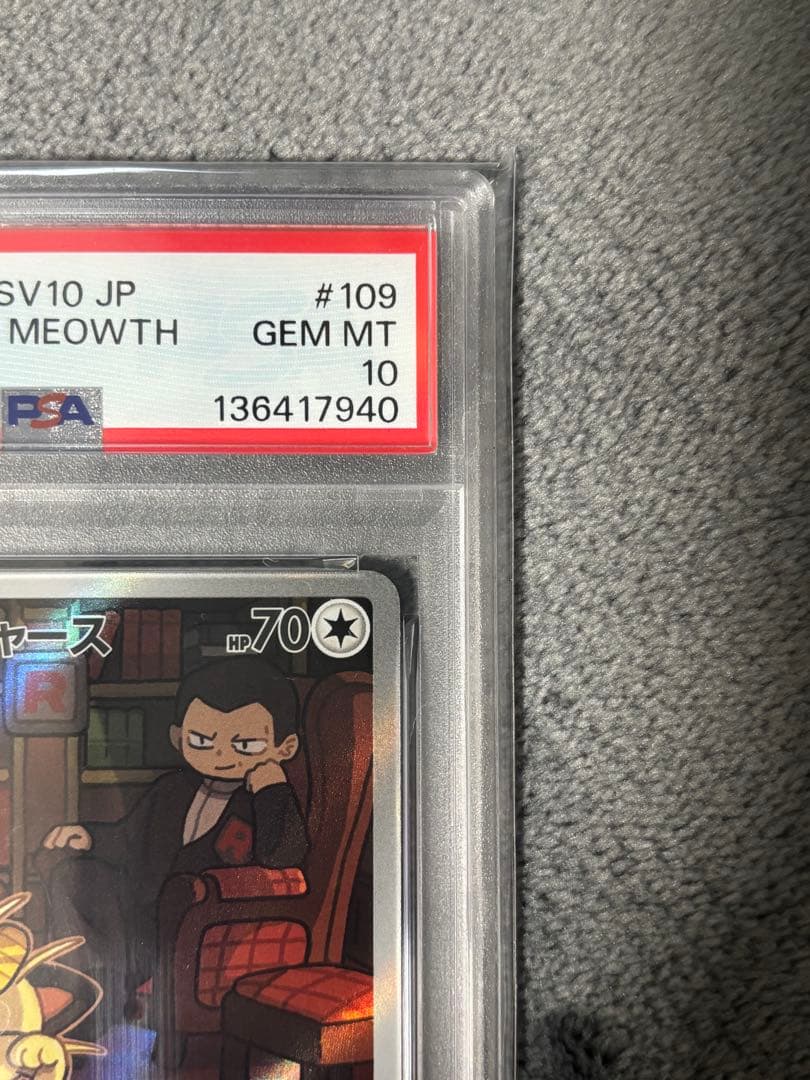 SV10 JP #109
MEOWTH GEM MT
10
PSA 136417940
ャース HP70
R